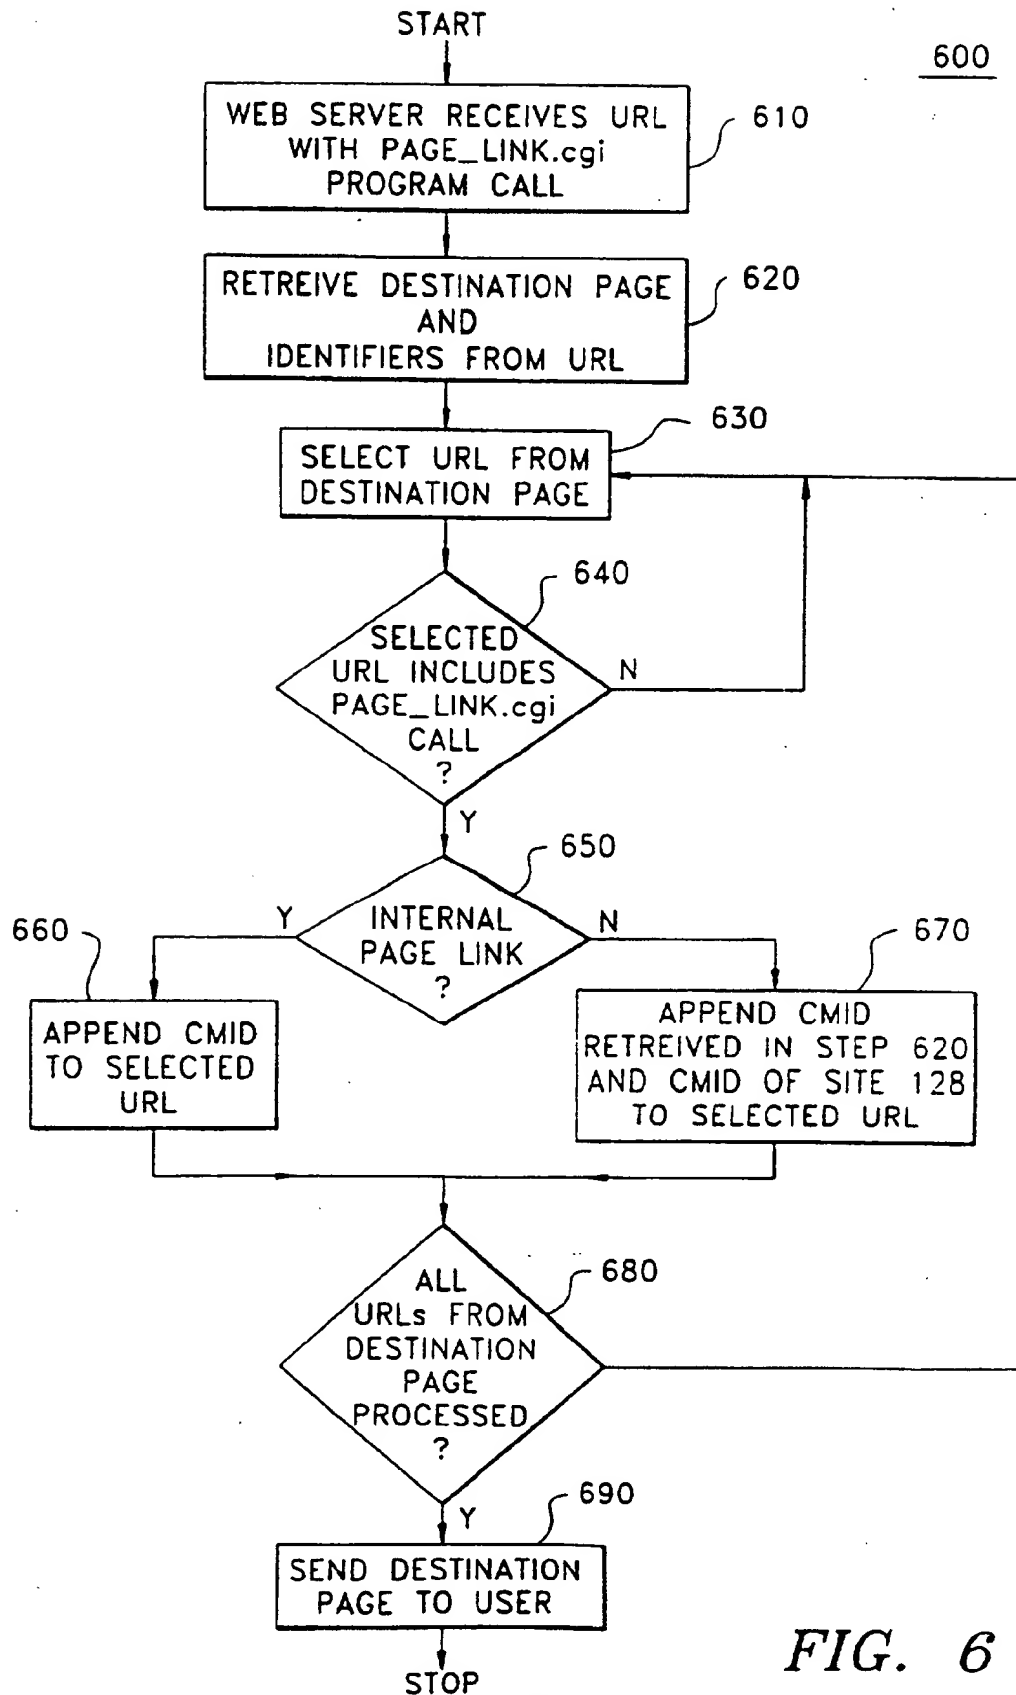 START
600
WEB SERVER RECEIVES URL
WITH PAGE_LINK.cgi
PROGRAM CALL
610
RETREIVE DESTINATION PAGE
AND
IDENTIFIERS FROM URL
620
630
SELECT URL FROM
DESTINATION PAGE
640
SELECTED
URL INCLUDES
PAGE_LINK.cgi
CALL
?
N
Y
650
INTERNAL
PAGE LINK
?
Y
N
660
APPEND CMID
TO SELECTED
URL
670
APPEND CMID
RETREIVED IN STEP 620
AND CMID OF SITE 128
TO SELECTED URL
680
ALL
URLs FROM
DESTINATION
PAGE
PROCESSED
?
Y
690
SEND DESTINATION
PAGE TO USER
STOP
FIG. 6